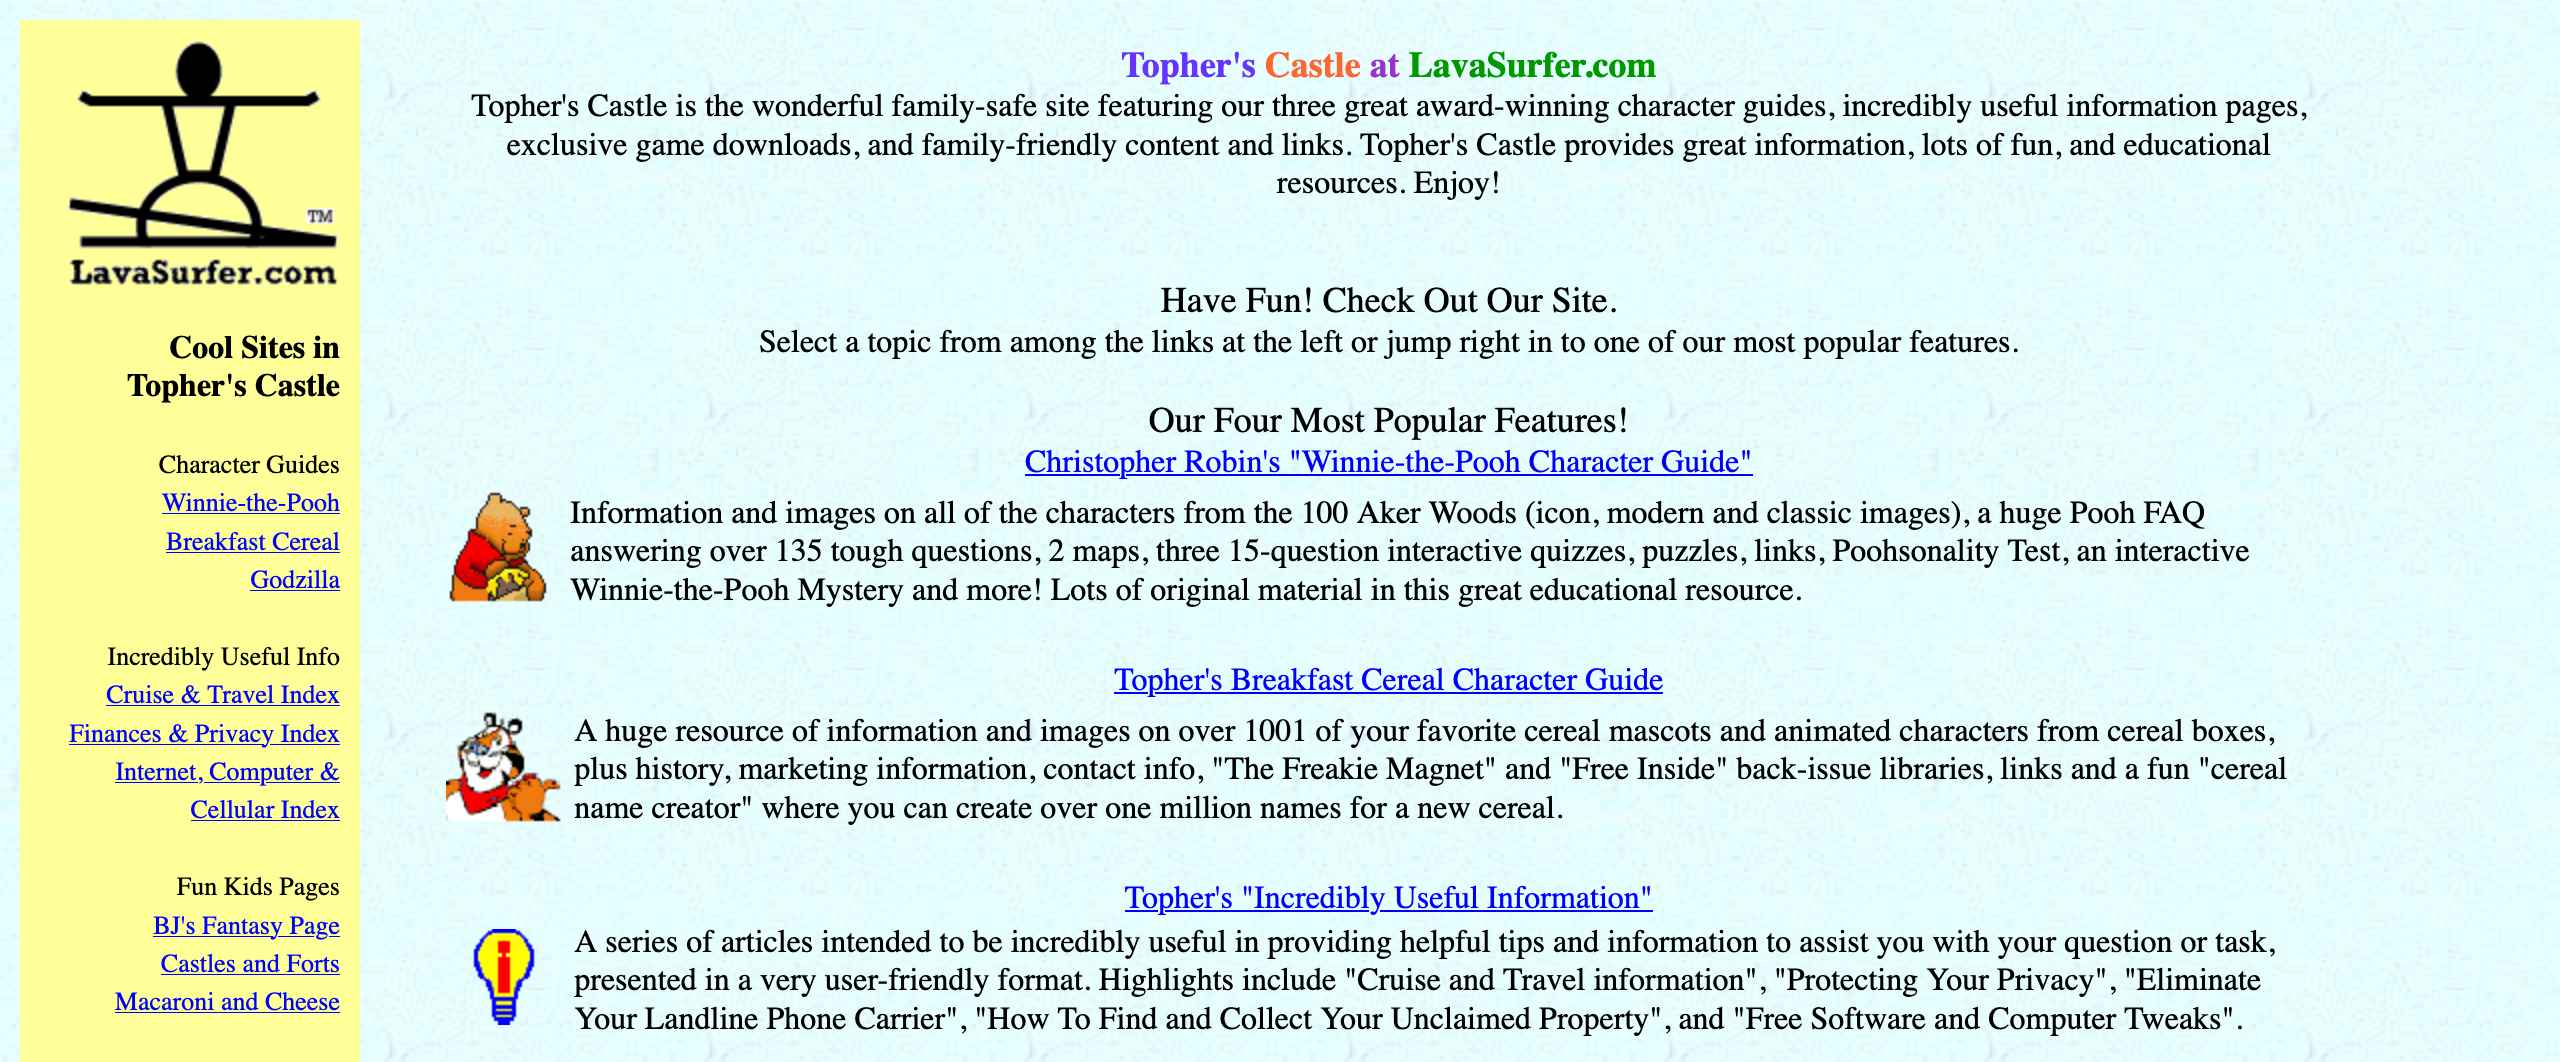 TM
LavaSurfer.com
Cool Sites in
Topher's Castle
Character Guides
Winnie-the-Pooh
Breakfast Cereal
Godzilla
Incredibly Useful Info
Cruise & Travel Index
Finances & Privacy Index
Internet, Computer &
Cellular Index
Fun Kids Pages
BJ's Fantasy Page
Castles and Forts
Macaroni and Cheese
Topher's Castle at LavaSurfer.com
Topher's Castle is the wonderful family-safe site featuring our three great award-winning character guides, incredibly useful information pages,
exclusive game downloads, and family-friendly content and links. Topher's Castle provides great information, lots of fun, and educational
resources. Enjoy!
Have Fun! Check Out Our Site.
Select a topic from among the links at the left or jump right in to one of our most popular features.
Our Four Most Popular Features!
Christopher Robin's "Winnie-the-Pooh Character Guide"
Information and images on all of the characters from the 100 Aker Woods (icon, modern and classic images), a huge Pooh FAQ
answering over 135 tough questions, 2 maps, three 15-question interactive quizzes, puzzles, links, Poohsonality Test, an interactive
Winnie-the-Pooh Mystery and more! Lots of original material in this great educational resource.
Topher's Breakfast Cereal Character Guide
A huge resource of information and images on over 1001 of your favorite cereal mascots and animated characters from cereal boxes,
plus history, marketing information, contact info, "The Freakie Magnet" and "Free Inside" back-issue libraries, links and a fun "cereal
name creator" where you can create over one million names for a new cereal.
Topher's "Incredibly Useful Information"
A series of articles intended to be incredibly useful in providing helpful tips and information to assist you with your question or task,
presented in a very user-friendly format. Highlights include "Cruise and Travel information", "Protecting Your Privacy", "Eliminate
Your Landline Phone Carrier", "How To Find and Collect Your Unclaimed Property", and "Free Software and Computer Tweaks".